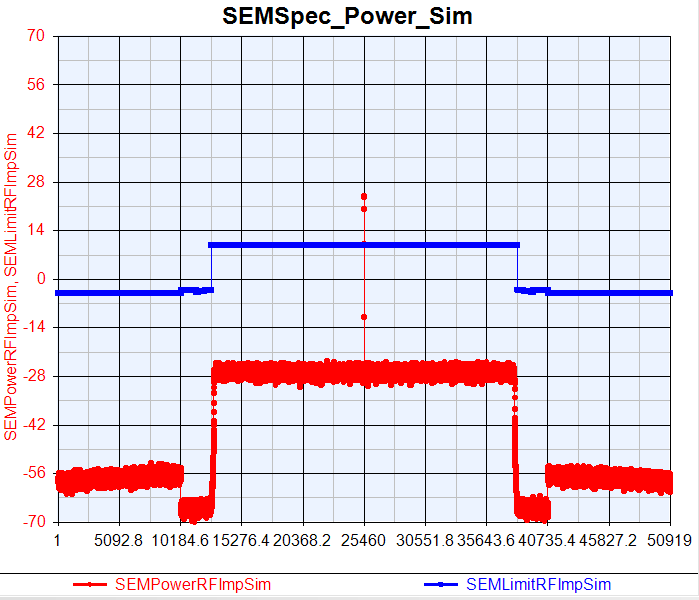 SEMSpec_Power_Sim
70
56
42
28
14
0
-14
-28
-42
-56
-70
SEMPowerRFImpSim, SEMLimitRFImpSim
1 5092.8 10184.6 15276.4 20368.2 25460 30551.8 35643.6 40735.4 45827.2 50919
SEMPowerRFImpSim SEMLimitRFImpSim